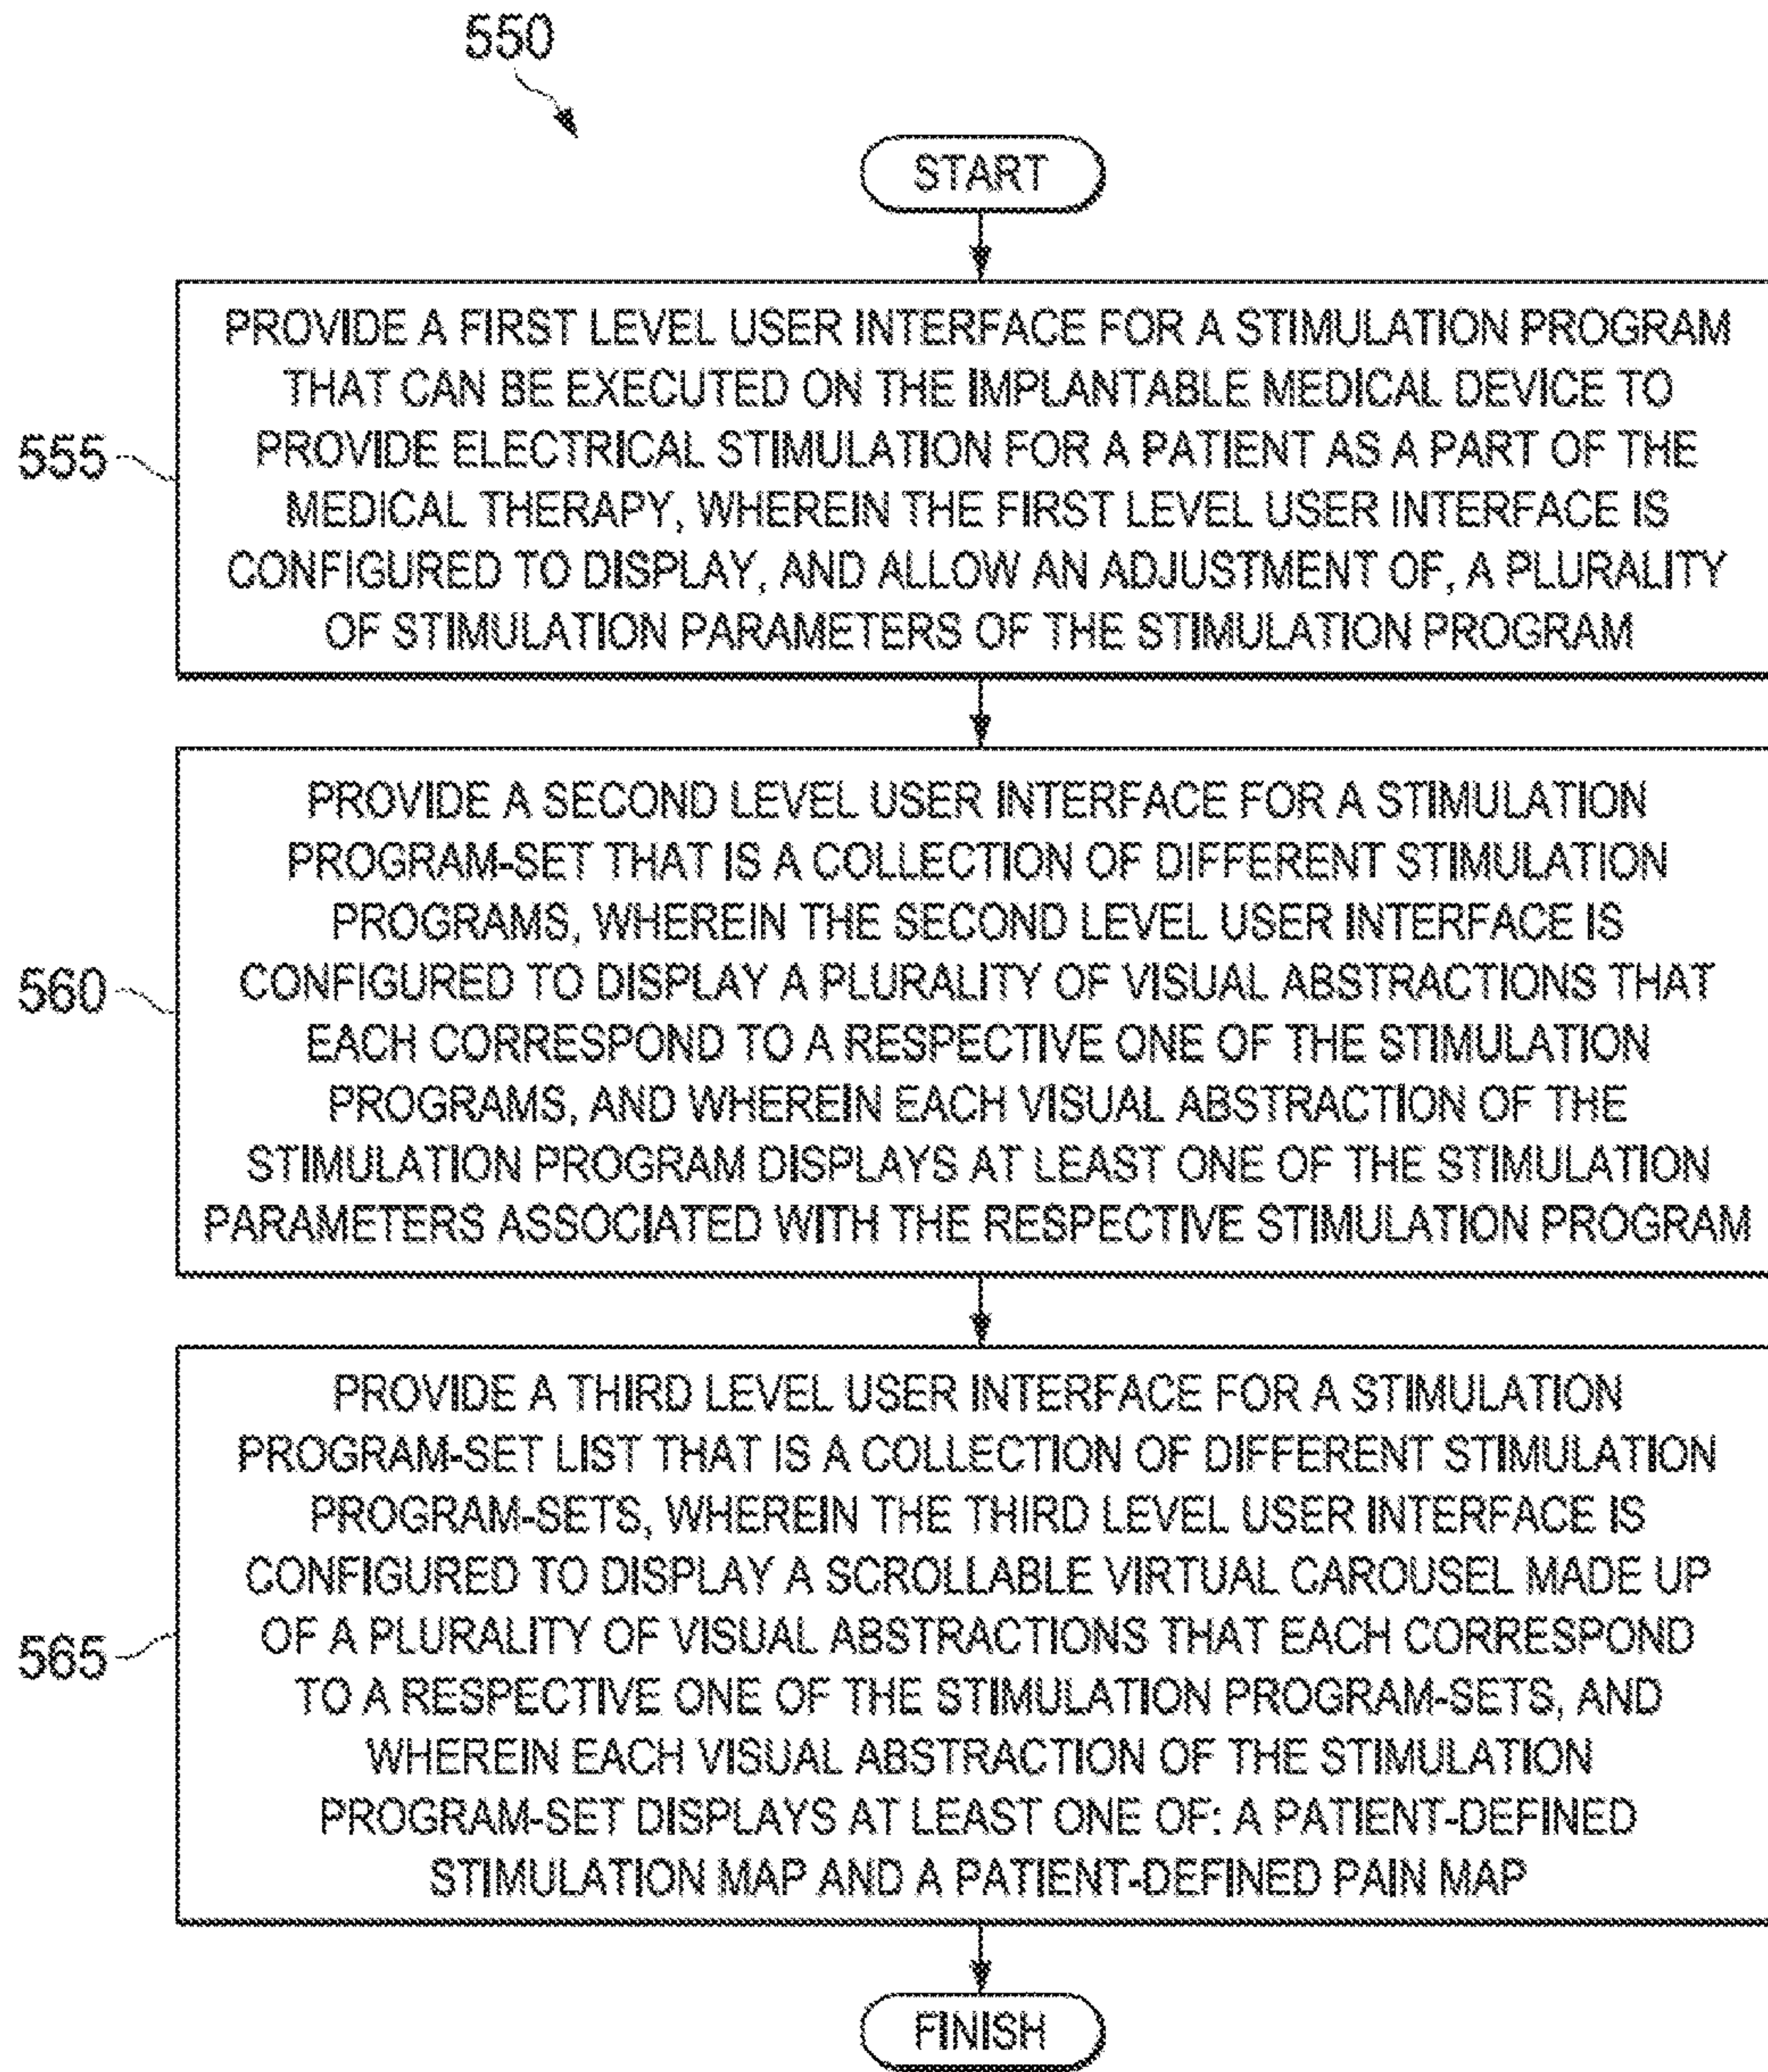 550
START
555
PROVIDE A FIRST LEVEL USER INTERFACE FOR A STIMULATION PROGRAM
THAT CAN BE EXECUTED ON THE IMPLANTABLE MEDICAL DEVICE TO
PROVIDE ELECTRICAL STIMULATION FOR A PATIENT AS A PART OF THE
MEDICAL THERAPY, WHEREIN THE FIRST LEVEL USER INTERFACE IS
CONFIGURED TO DISPLAY, AND ALLOW AN ADJUSTMENT OF, A PLURALITY
OF STIMULATION PARAMETERS OF THE STIMULATION PROGRAM
560
PROVIDE A SECOND LEVEL USER INTERFACE FOR A STIMULATION
PROGRAM-SET THAT IS A COLLECTION OF DIFFERENT STIMULATION
PROGRAMS, WHEREIN THE SECOND LEVEL USER INTERFACE IS
CONFIGURED TO DISPLAY A PLURALITY OF VISUAL ABSTRACTIONS THAT
EACH CORRESPOND TO A RESPECTIVE ONE OF THE STIMULATION
PROGRAMS, AND WHEREIN EACH VISUAL ABSTRACTION OF THE
STIMULATION PROGRAM DISPLAYS AT LEAST ONE OF THE STIMULATION
PARAMETERS ASSOCIATED WITH THE RESPECTIVE STIMULATION PROGRAM
565
PROVIDE A THIRD LEVEL USER INTERFACE FOR A STIMULATION
PROGRAM-SET LIST THAT IS A COLLECTION OF DIFFERENT STIMULATION
PROGRAM-SETS, WHEREIN THE THIRD LEVEL USER INTERFACE IS
CONFIGURED TO DISPLAY A SCROLLABLE VIRTUAL CAROUSEL MADE UP
OF A PLURALITY OF VISUAL ABSTRACTIONS THAT EACH CORRESPOND
TO A RESPECTIVE ONE OF THE STIMULATION PROGRAM-SETS, AND
WHEREIN EACH VISUAL ABSTRACTION OF THE STIMULATION
PROGRAM-SET DISPLAYS AT LEAST ONE OF: A PATIENT-DEFINED
STIMULATION MAP AND A PATIENT-DEFINED PAIN MAP
FINISH